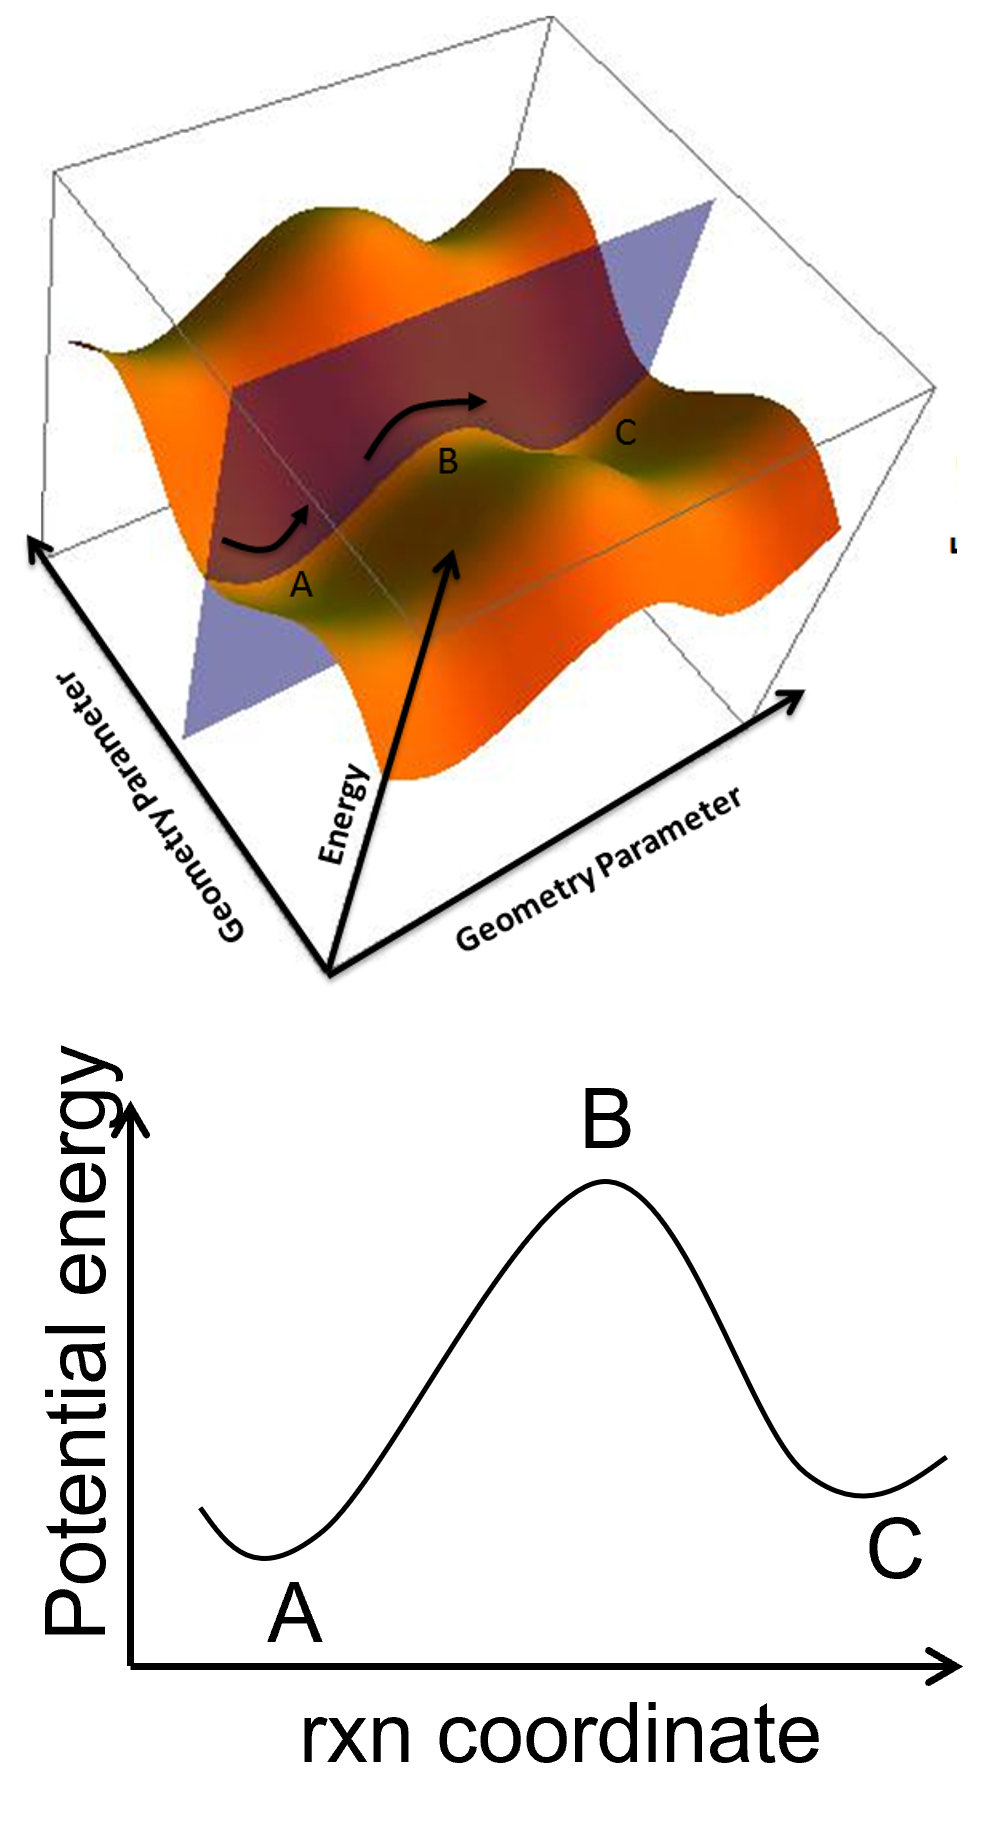 B
C
A
Geometry Parameter
Energy
Geometry Parameter
Potential energy
B
C
A
rxn coordinate